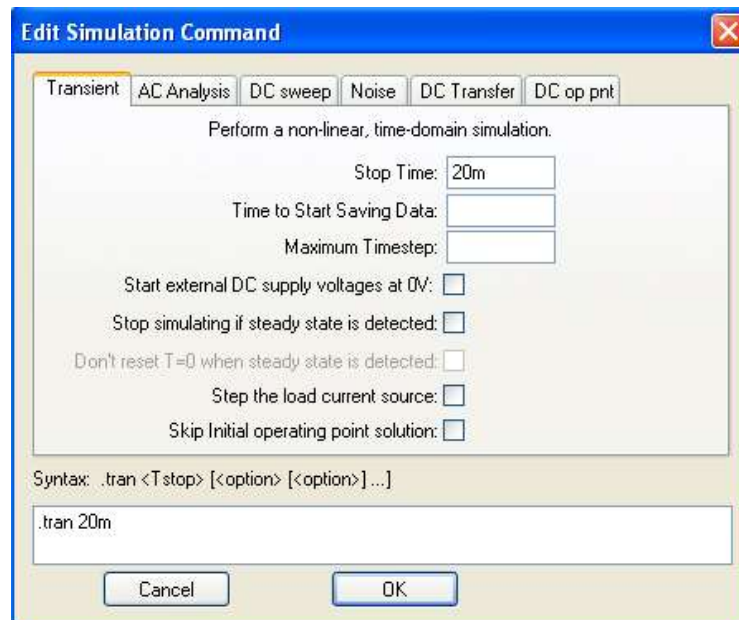 Edit Simulation Command
Transient AC Analysis DC sweep Noise DC Transfer DC op pnt
Perform a non-linear, time-domain simulation.
Stop Time: 20m
Time to Start Saving Data:
Maximum Timestep:
Start external DC supply voltages at 0V:
Stop simulating if steady state is detected:
Don't reset T=0 when steady state is detected:
Step the load current source:
Skip Initial operating point solution:
Syntax: .tran <Tstop> [<option> [<option>] ...]
.tran 20m
Cancel OK